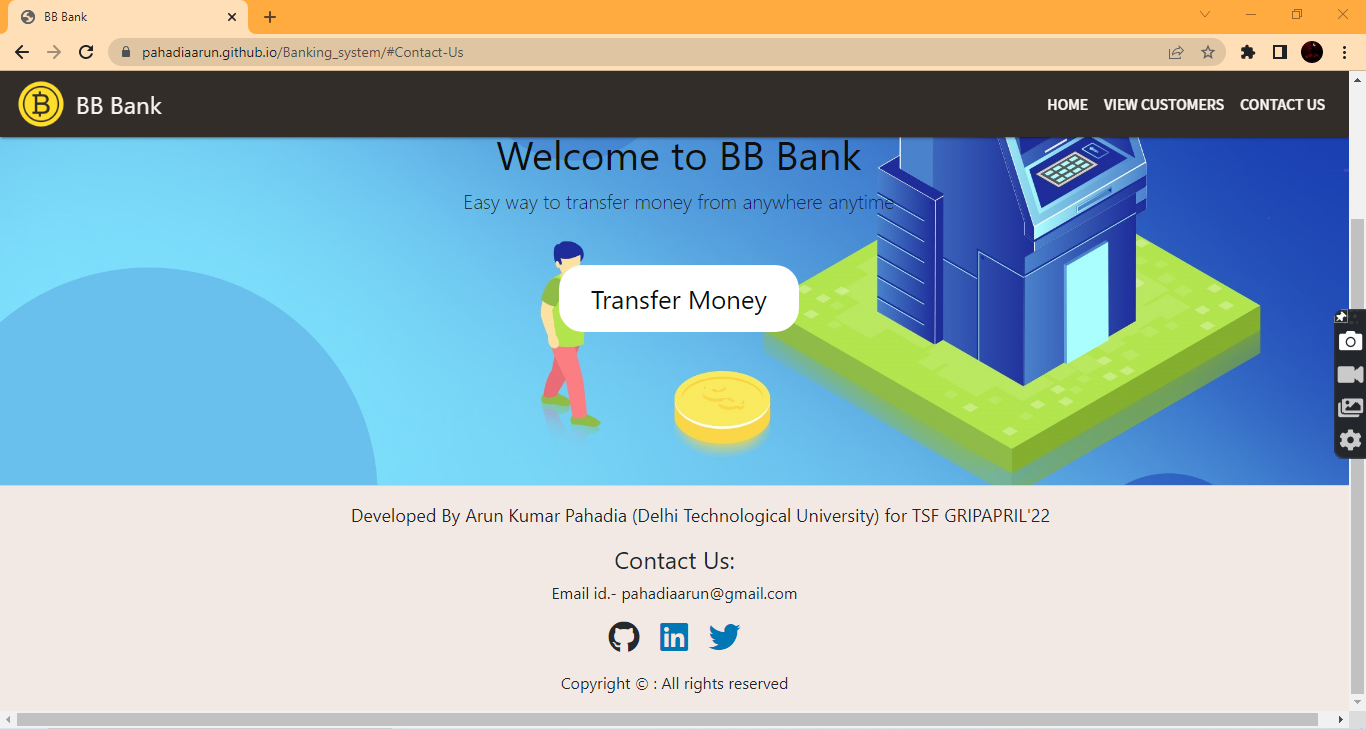 BB Bank
pahadiaarun.github.io/Banking_system/#Contact-Us
BB Bank
HOME VIEW CUSTOMERS CONTACT US
Welcome to BB Bank
Easy way to transfer money from anywhere anytime
Transfer Money
Developed By Arun Kumar Pahadia (Delhi Technological University) for TSF GRIPAPRIL'22
Contact Us:
Email id.- pahadiaarun@gmail.com
Copyright © : All rights reserved